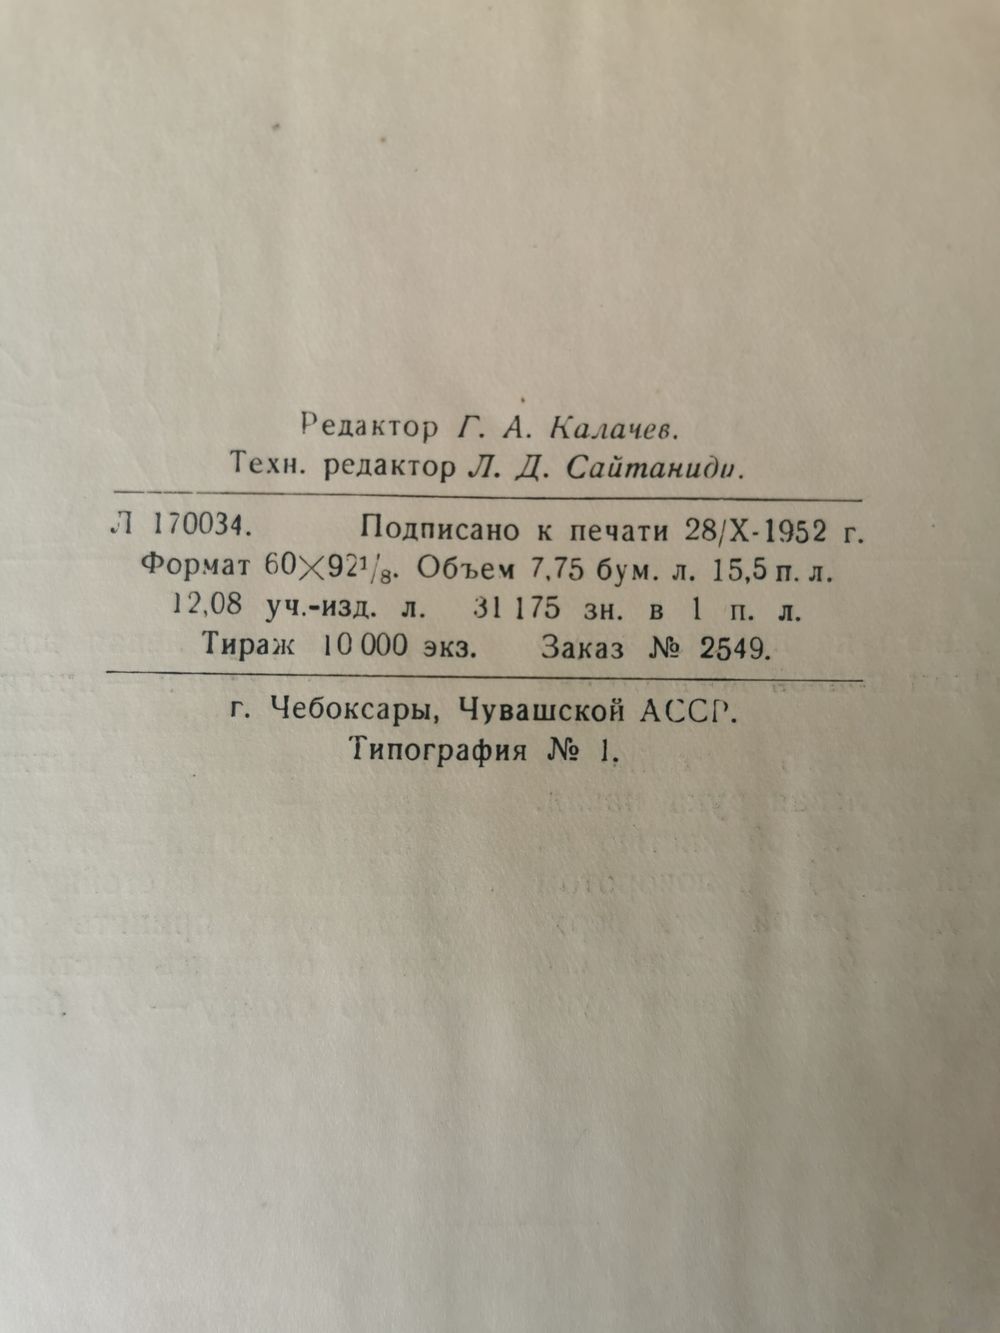 Редактор Г. А. Калачев.
Техн. редактор Л. Д. Сайтаниди.
Л 170034. Подписано к печати 28/X-1952 г.
Формат 60×92¹/₈. Объем 7,75 бум. л. 15,5 п. л.
12,08 уч.-изд. л. 31 175 зн. в 1 п. л.
Тираж 10 000 экз. Заказ № 2549.
г. Чебоксары, Чувашской АССР.
Типография № 1.